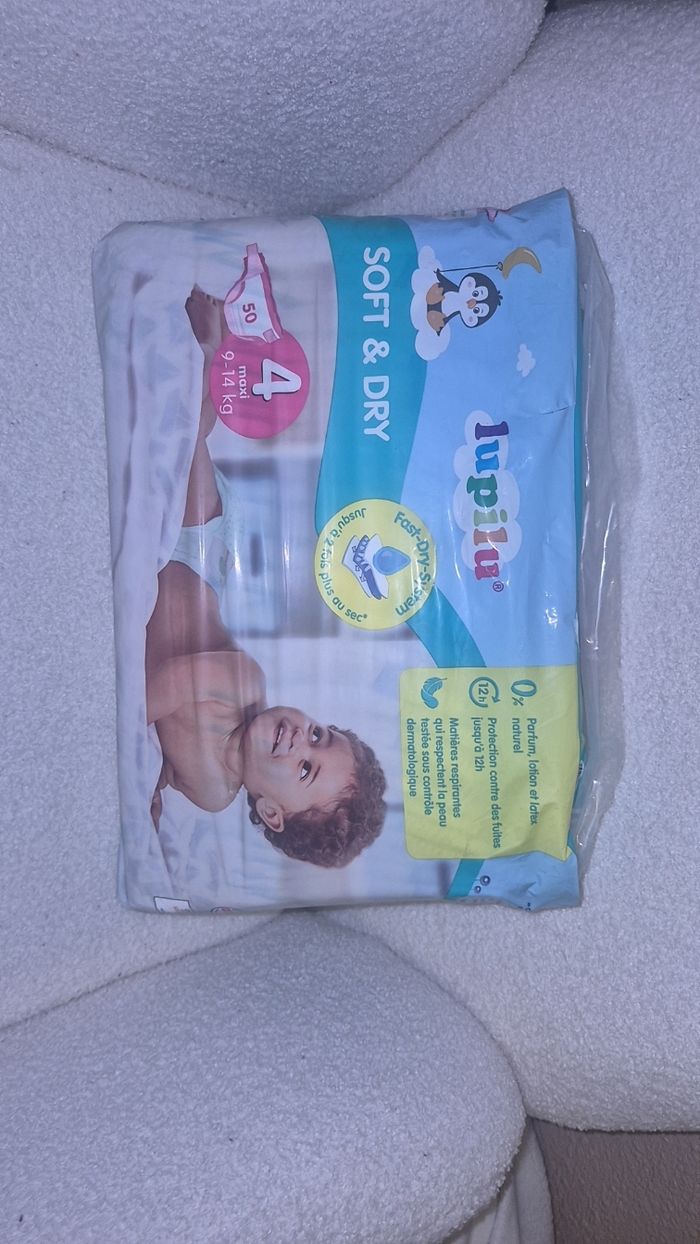 lupilu®
SOFT & DRY
50
4
maxi
9-14 kg
Fast-Dry-System
Jusqu'à 2 fois plus au sec*
0%
Parfum, lotion et latex
naturel
12h
Protection contre des fuites
jusqu'à 12h
Matières respirantes
qui respectent la peau
testée sous contrôle
dermatologique